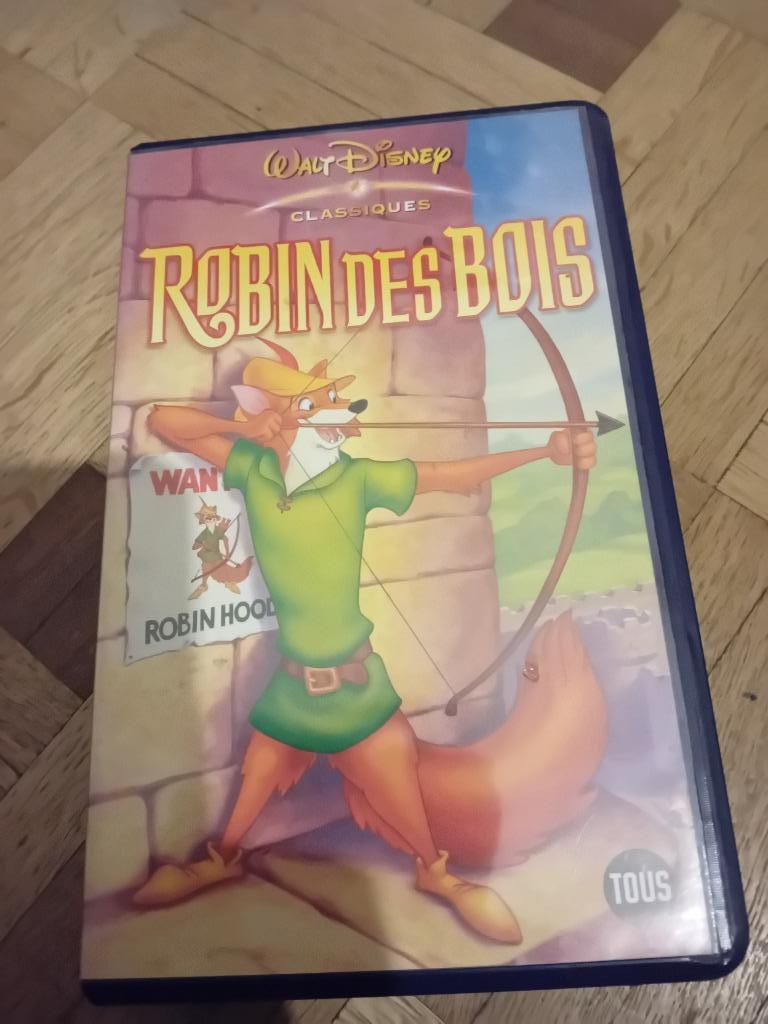 WALT DISNEY
CLASSIQUES
ROBIN DES BOIS
WAN
ROBIN HOOD
TOUS